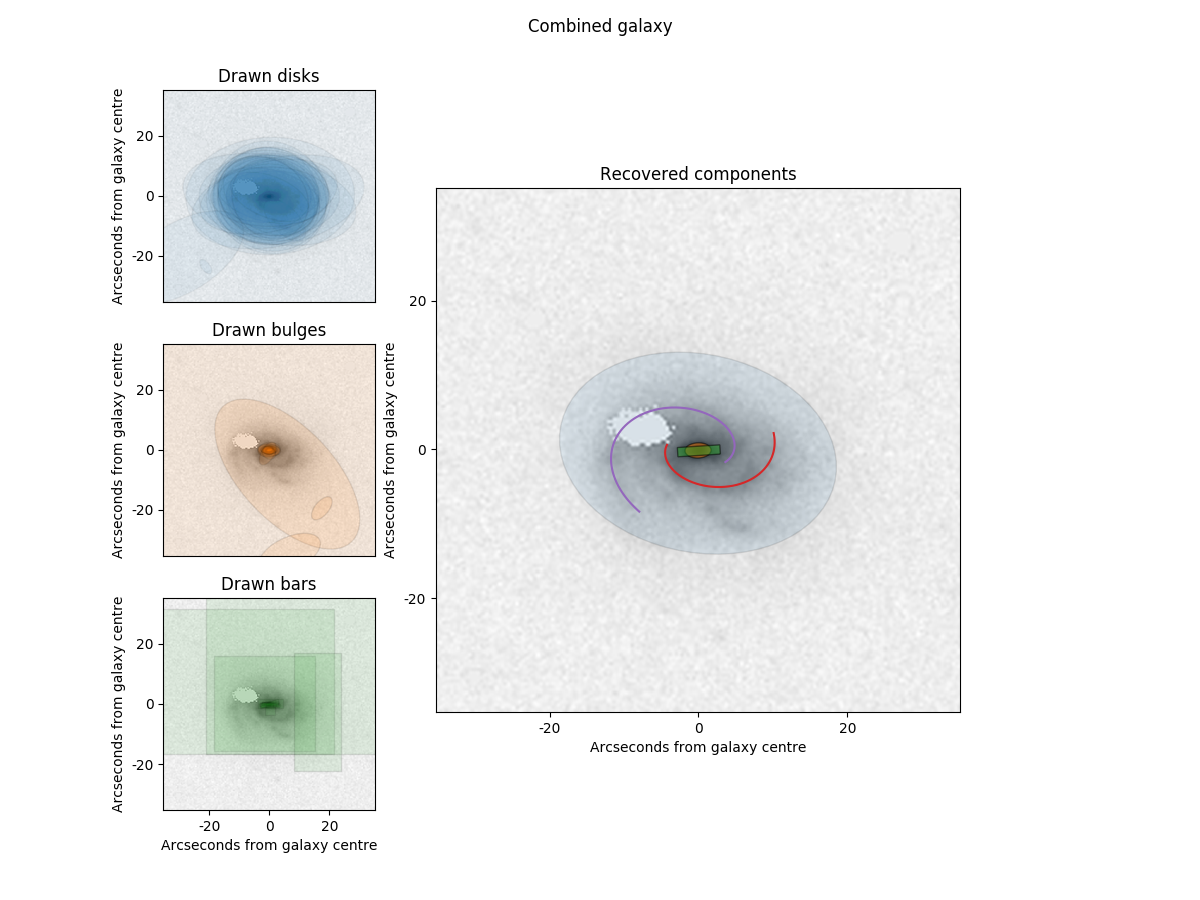 Combined galaxy
Drawn disks
Arcseconds from galaxy centre
20
0
-20
Drawn bulges
Arcseconds from galaxy centre
20
0
-20
Drawn bars
Arcseconds from galaxy centre
20
0
-20
-20 0 20
Arcseconds from galaxy centre
Recovered components
Arcseconds from galaxy centre
20
0
-20
-20 0 20
Arcseconds from galaxy centre